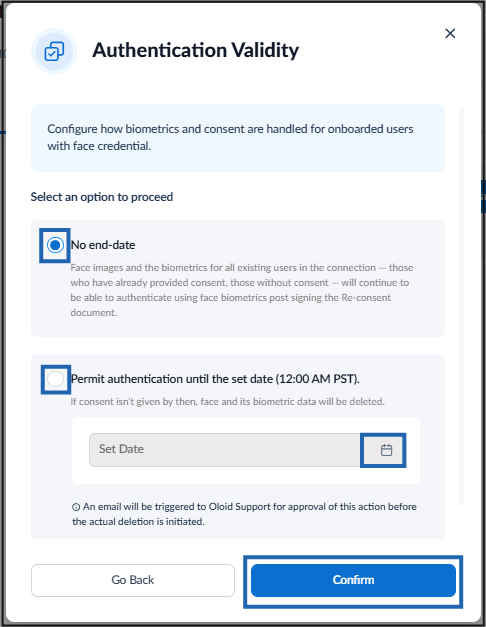 Authentication Validity
Configure how biometrics and consent are handled for onboarded users
with face credential.
Select an option to proceed
No end-date
Face images and the biometrics for all existing users in the connection — those
who have already provided consent, those without consent — will continue to
be able to authenticate using face biometrics post signing the Re-consent
document.
Permit authentication until the set date (12:00 AM PST).
If consent isn't given by then, face and its biometric data will be deleted.
Set Date
An email will be triggered to Oloid Support for approval of this action before
the actual deletion is initiated.
Go Back
Confirm